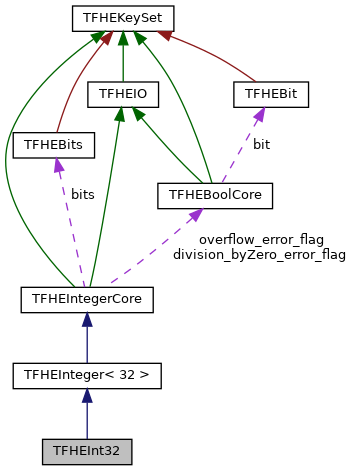 TFHEKeySet
TFHEIO
TFHEBit
TFHEBits
bit
bits
TFHEBoolCore
overflow_error_flag
division_byZero_error_flag
TFHEIntegerCore
TFHEInteger< 32 >
TFHEInt32